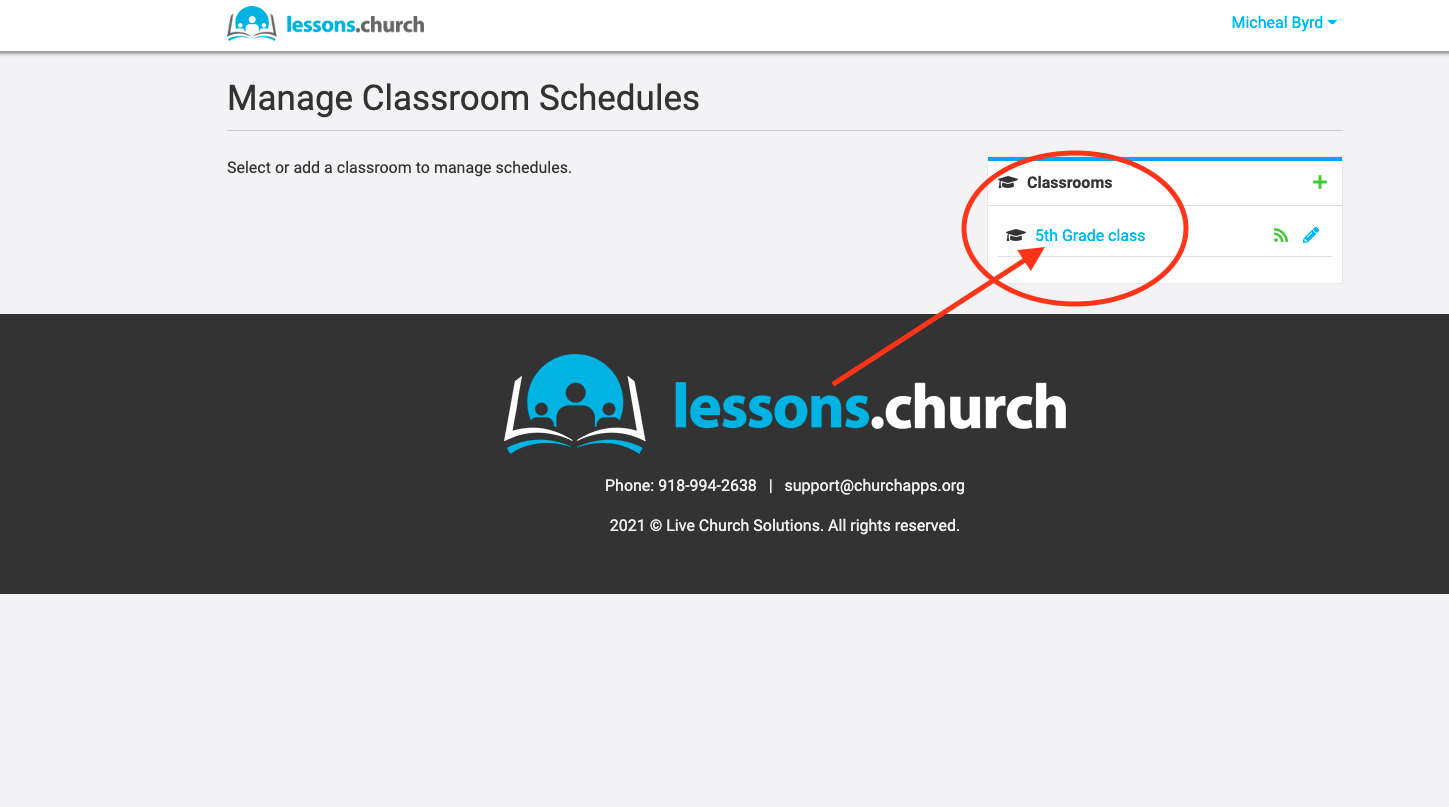 lessons.church
Micheal Byrd
Manage Classroom Schedules
Select or add a classroom to manage schedules.
Classrooms
5th Grade class
lessons.church
Phone: 918-994-2638 | support@churchapps.org
2021 © Live Church Solutions. All rights reserved.